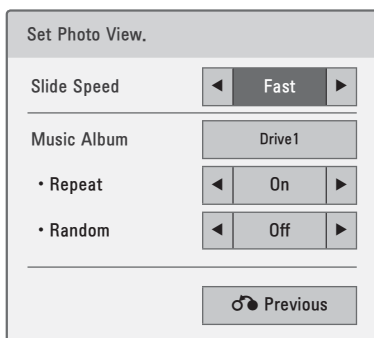 Set Photo View.
Slide Speed ◀ Fast ▶
Music Album Drive1
• Repeat ◀ On ▶
• Random ◀ Off ▶
Previous